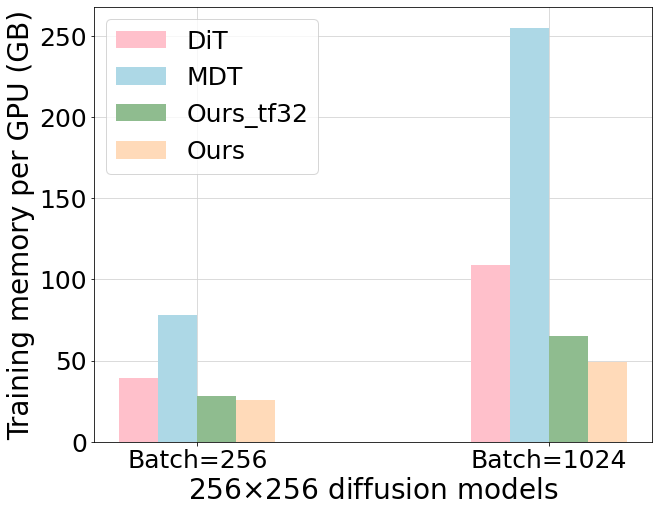 Training memory per GPU (GB)
250
200
150
100
50
0
DiT
MDT
Ours_tf32
Ours
Batch=256
Batch=1024
256×256 diffusion models